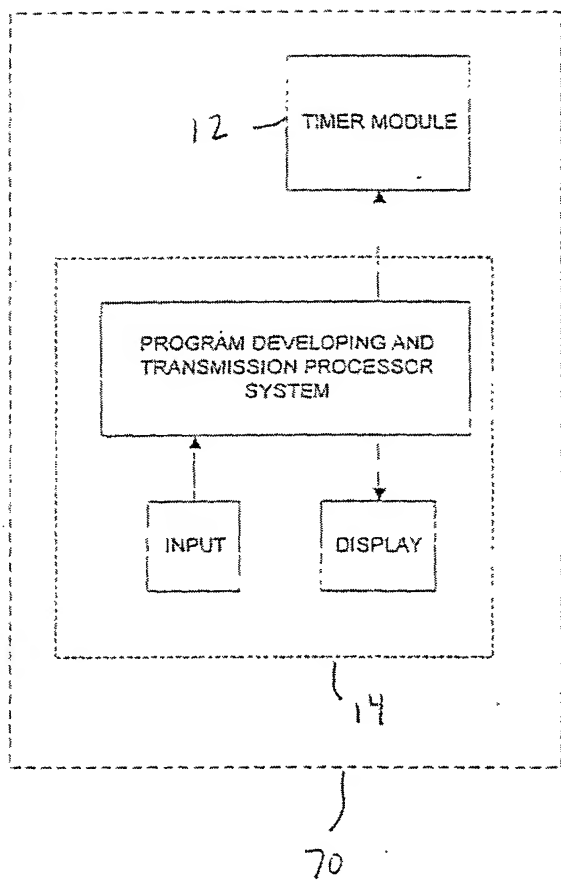 12
TIMER MODULE
PROGRAM DEVELOPING AND
TRANSMISSION PROCESSOR
SYSTEM
INPUT
DISPLAY
14
70